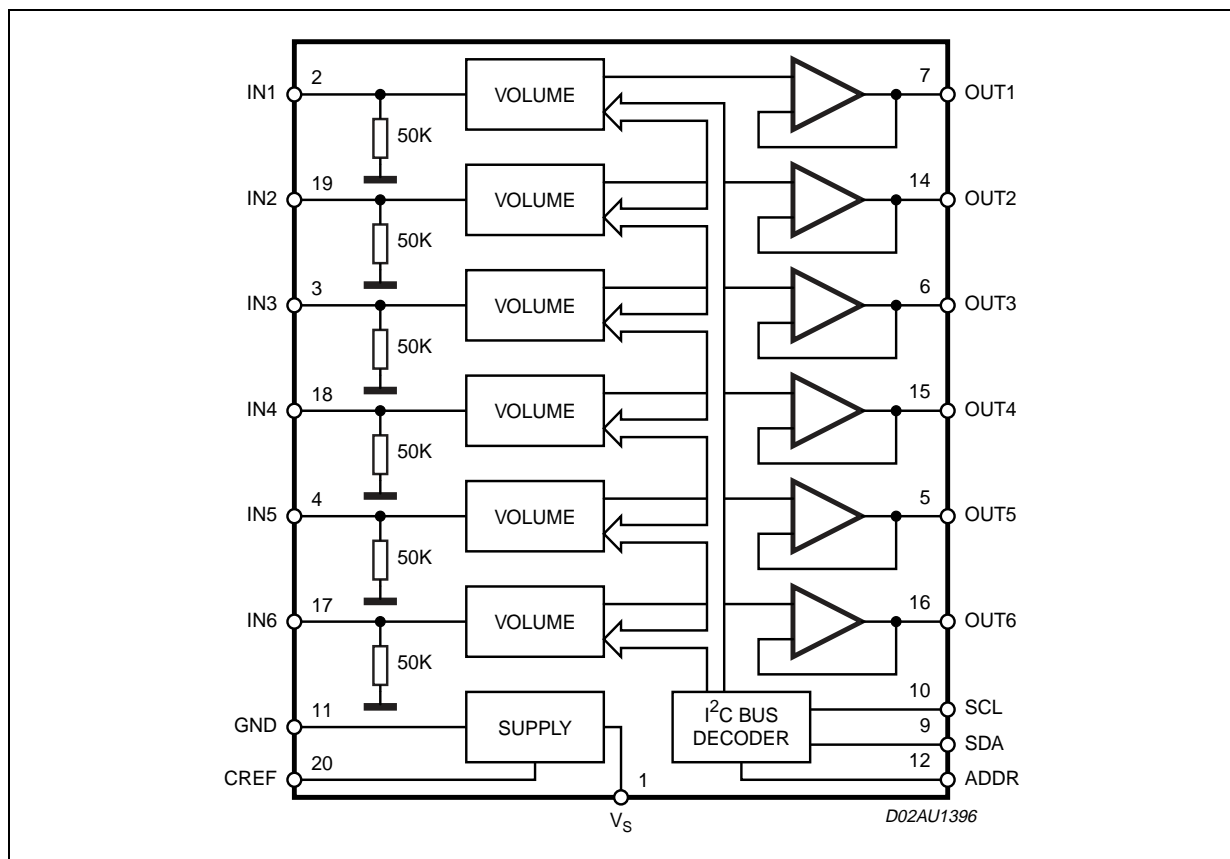 IN1 2 VOLUME 7 OUT1
50K
IN2 19 VOLUME 14 OUT2
50K
IN3 3 VOLUME 6 OUT3
50K
IN4 18 VOLUME 15 OUT4
50K
IN5 4 VOLUME 5 OUT5
50K
IN6 17 VOLUME 16 OUT6
50K
GND 11 SUPPLY I²C BUS DECODER 10 SCL
9 SDA
CREF 20 12 ADDR
1
VS
D02AU1396